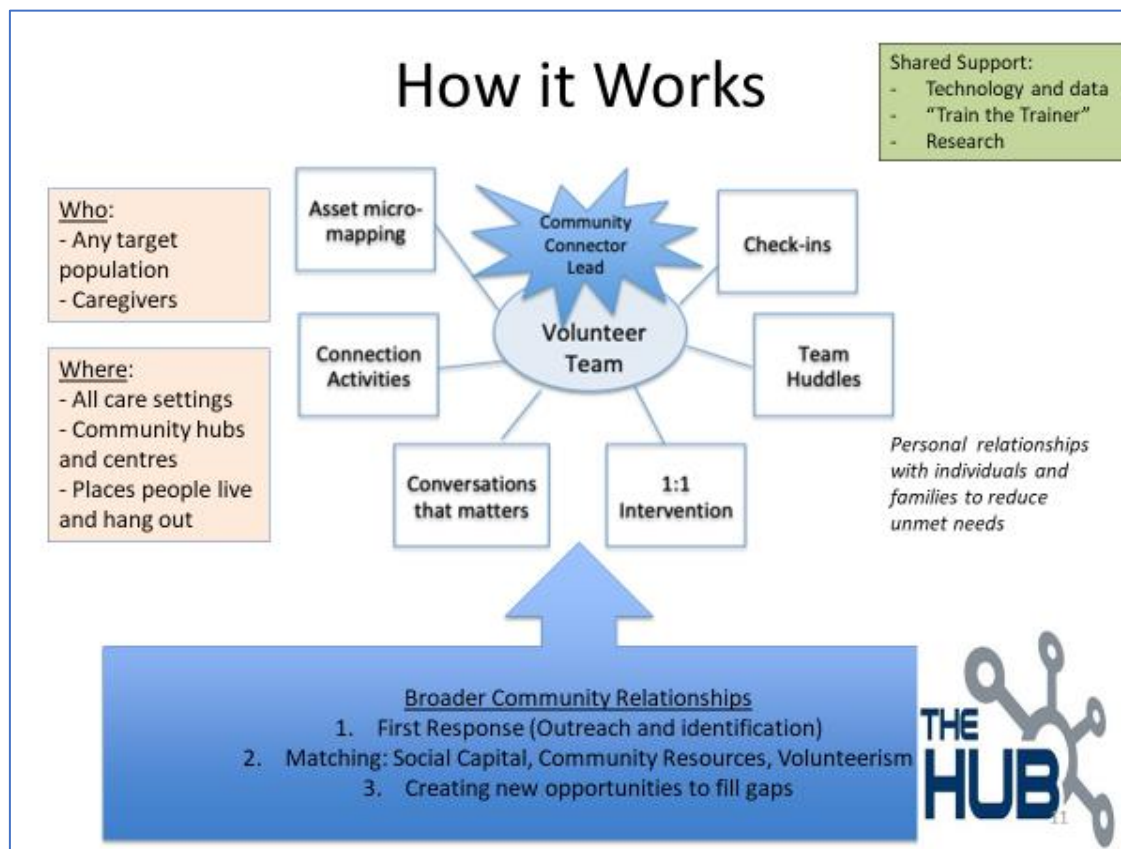 How it Works
Shared Support:
- Technology and data
- “Train the Trainer”
- Research
Who:
- Any target
population
- Caregivers
Where:
- All care settings
- Community hubs
and centres
- Places people live
and hang out
Asset micro-
mapping
Community
Connector
Lead
Check-ins
Volunteer
Team
Connection
Activities
Team
Huddles
Conversations
that matters
1:1
Intervention
Personal relationships
with individuals and
families to reduce
unmet needs
Broader Community Relationships
1. First Response (Outreach and identification)
2. Matching: Social Capital, Community Resources, Volunteerism
3. Creating new opportunities to fill gaps
THE
HUB
11